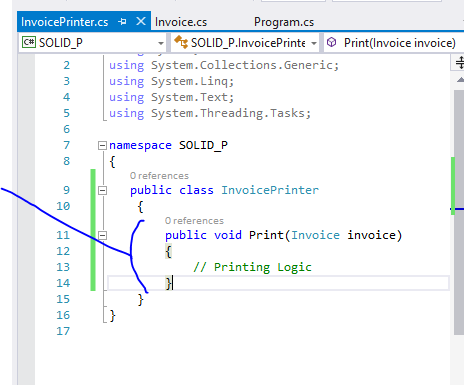 InvoicePrinter.cs Invoice.cs Program.cs
C# SOLID_P SOLID_P.InvoicePrinte Print(Invoice invoice)
2 using System.Collections.Generic;
3 using System.Linq;
4 using System.Text;
5 using System.Threading.Tasks;
6
7 namespace SOLID_P
8 {
0 references
9 public class InvoicePrinter
10 {
0 references
11 public void Print(Invoice invoice)
12 {
13 // Printing Logic
14 }
15 }
16 }
17